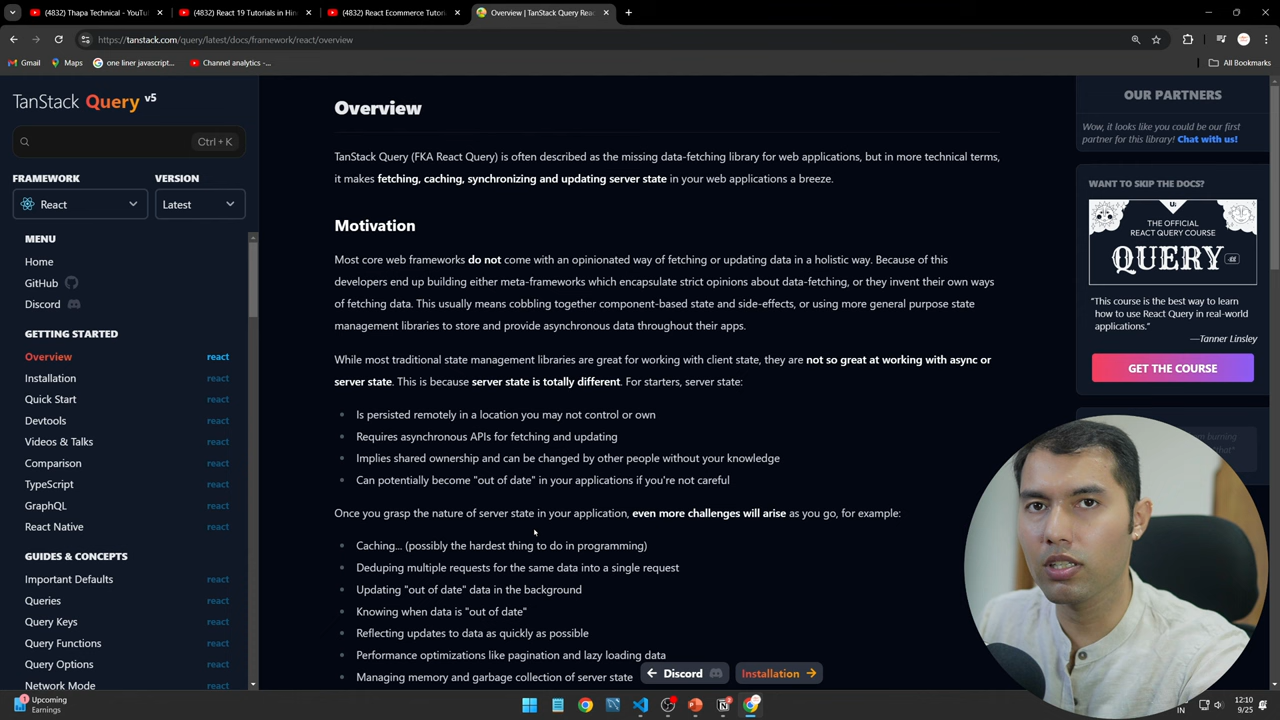 (4832) Thapa Technical - YouTu
(4832) React 19 Tutorials in Hin
(4832) React Ecommerce Tutori
Overview | TanStack Query Rea
https://tanstack.com/query/latest/docs/framework/react/overview
Gmail
Maps
one liner javascript...
Channel analytics -...
All Bookmarks
TanStack Query v5
Ctrl + K
FRAMEWORK
VERSION
React
Latest
MENU
Home
GitHub
Discord
GETTING STARTED
Overview react
Installation react
Quick Start react
Devtools react
Videos & Talks react
Comparison react
TypeScript react
GraphQL react
React Native react
GUIDES & CONCEPTS
Important Defaults react
Queries react
Query Keys react
Query Functions react
Query Options react
Network Mode react
Overview
TanStack Query (FKA React Query) is often described as the missing data-fetching library for web applications, but in more technical terms,
it makes fetching, caching, synchronizing and updating server state in your web applications a breeze.
Motivation
Most core web frameworks do not come with an opinionated way of fetching or updating data in a holistic way. Because of this
developers end up building either meta-frameworks which encapsulate strict opinions about data-fetching, or they invent their own ways
of fetching data. This usually means cobbling together component-based state and side-effects, or using more general purpose state
management libraries to store and provide asynchronous data throughout their apps.
While most traditional state management libraries are great for working with client state, they are not so great at working with async or
server state. This is because server state is totally different. For starters, server state:
Is persisted remotely in a location you may not control or own
Requires asynchronous APIs for fetching and updating
Implies shared ownership and can be changed by other people without your knowledge
Can potentially become "out of date" in your applications if you're not careful
Once you grasp the nature of server state in your application, even more challenges will arise as you go, for example:
Caching... (possibly the hardest thing to do in programming)
Deduping multiple requests for the same data into a single request
Updating "out of date" data in the background
Knowing when data is "out of date"
Reflecting updates to data as quickly as possible
Performance optimizations like pagination and lazy loading data
Managing memory and garbage collection of server state
Discord
Installation
OUR PARTNERS
Wow, it looks like you could be our first
partner for this library! Chat with us!
WANT TO SKIP THE DOCS?
THE OFFICIAL
REACT QUERY COURSE
QUERY
"This course is the best way to learn
how to use React Query in real-world
applications."
—Tanner Linsley
GET THE COURSE
Upcoming
Earnings
IN
12:10
9/25